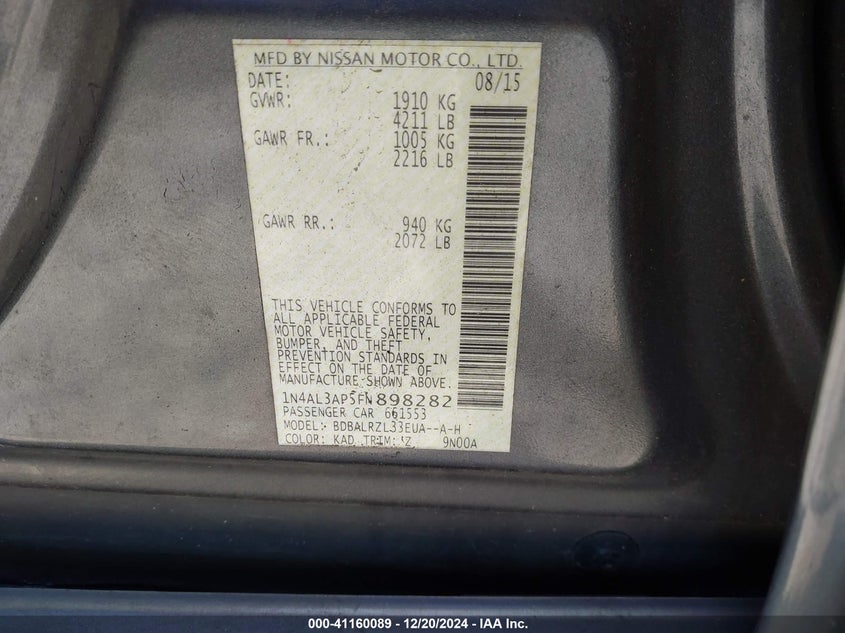 MFD BY NISSAN MOTOR CO., LTD.
DATE: 08/15
GVWR: 1910 KG
4211 LB
GAWR FR.: 1005 KG
2216 LB
GAWR RR.: 940 KG
2072 LB
THIS VEHICLE CONFORMS TO
ALL APPLICABLE FEDERAL
MOTOR VEHICLE SAFETY,
BUMPER, AND THEFT
PREVENTION STANDARDS IN
EFFECT ON THE DATE OF
MANUFACTURE SHOWN ABOVE.
1N4AL3AP5FN898282
PASSENGER CAR 661553
MODEL: BDBALRZL33EUA--A-H
COLOR: KAD TRIM: 9N00A
000-41160089 - 12/20/2024 - IAA Inc.